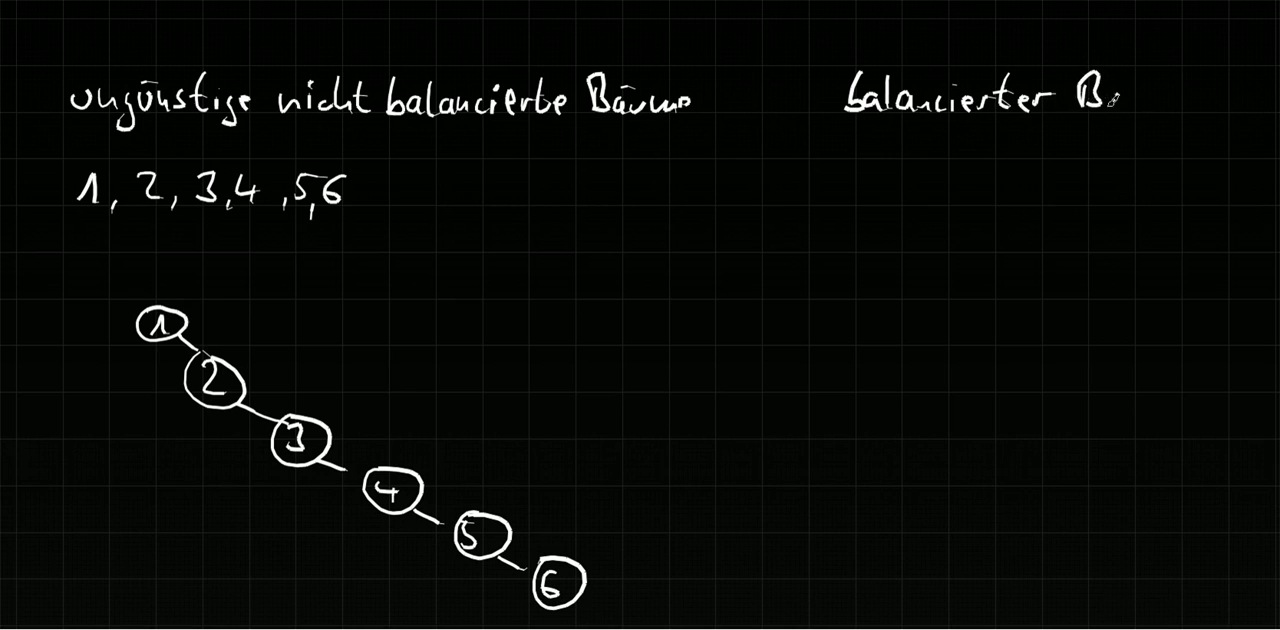 ungünstige nicht balancierte Bäume
balancierter B
1, 2, 3, 4, 5, 6
1
2
3
4
5
6